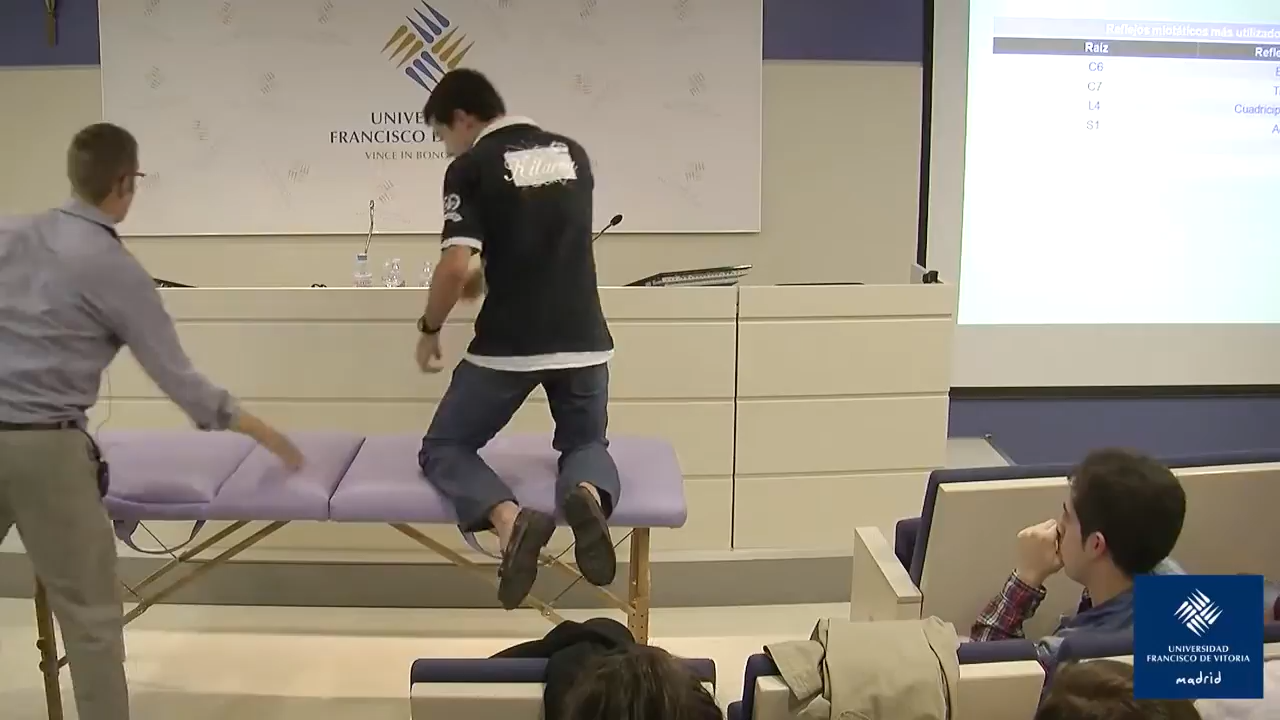 UNIVE
FRANCISCO D
VINCE IN BONO
Kilarny
Reflejos miotáticos más utilizado
Raíz Refle
C6
C7 T
L4 Cuadricip
S1 A
UNIVERSIDAD
FRANCISCO DE VITORIA
madrid